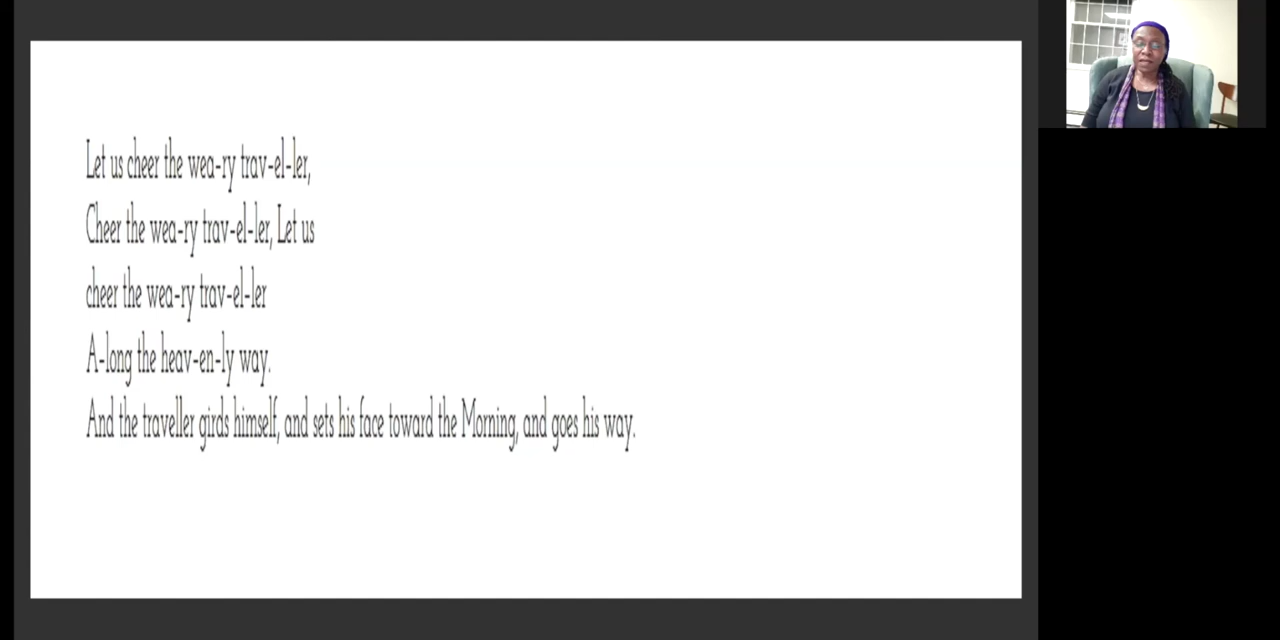 Let us cheer the wea-ry trav-el-ler,
Cheer the wea-ry trav-el-ler, Let us
cheer the wea-ry trav-el-ler
A-long the heav-en-ly way.
And the traveller girds himself, and sets his face toward the Morning, and goes his way.